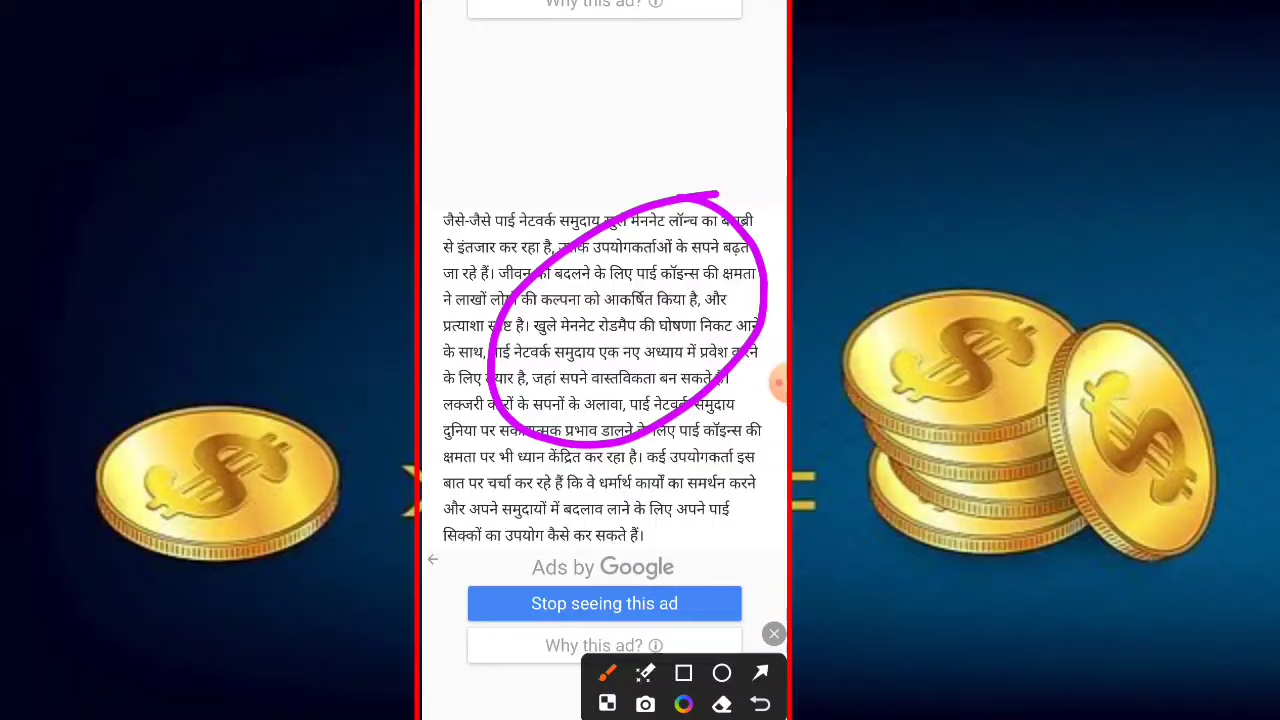 Why this ad?
जैसे-जैसे पाई नेटवर्क समुदाय खुले मेननेट लॉन्च का बेसब्री
से इंतजार कर रहा है, उनके उपयोगकर्ताओं के सपने बढ़ते
जा रहे हैं। जीवन को बदलने के लिए पाई कॉइन्स की क्षमता
ने लाखों लोगों की कल्पना को आकर्षित किया है, और
प्रत्याशा स्पष्ट है। खुले मेननेट रोडमैप की घोषणा निकट आने
के साथ, पाई नेटवर्क समुदाय एक नए अध्याय में प्रवेश करने
के लिए तैयार है, जहां सपने वास्तविकता बन सकते हैं।
लक्जरी कारों के सपनों के अलावा, पाई नेटवर्क समुदाय
दुनिया पर सकारात्मक प्रभाव डालने के लिए पाई कॉइन्स की
क्षमता पर भी ध्यान केंद्रित कर रहा है। कई उपयोगकर्ता इस
बात पर चर्चा कर रहे हैं कि वे धर्मार्थ कार्यों का समर्थन करने
और अपने समुदायों में बदलाव लाने के लिए अपने पाई
सिक्कों का उपयोग कैसे कर सकते हैं।
Ads by Google
Stop seeing this ad
Why this ad?